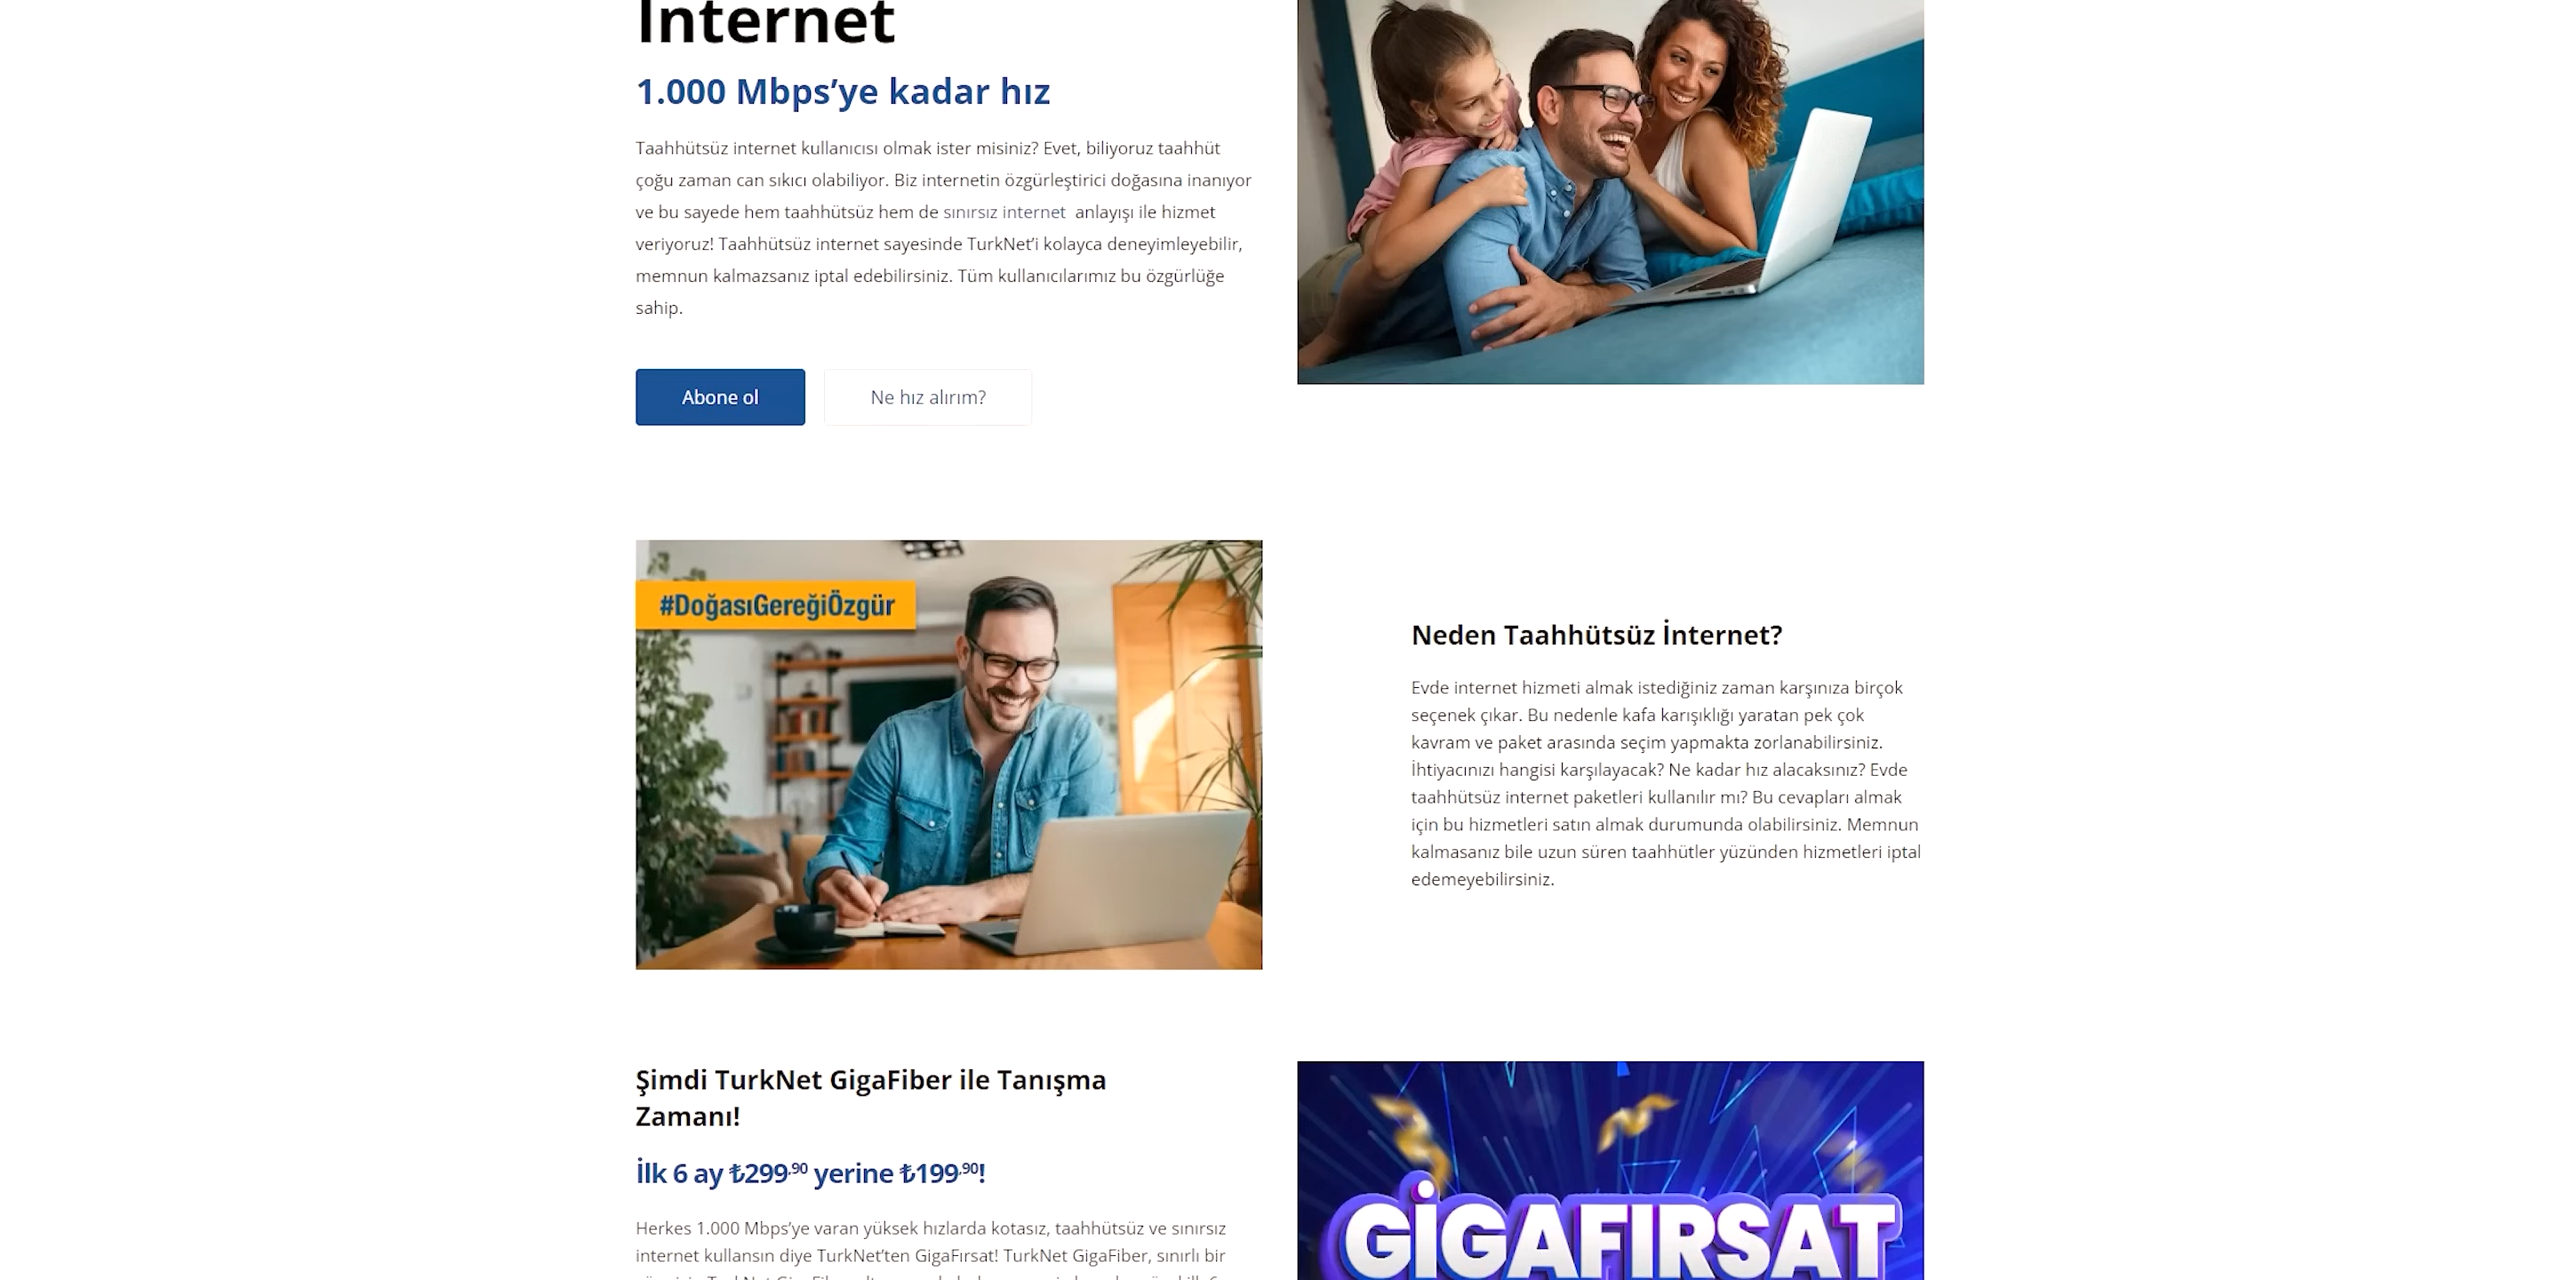 İnternet
1.000 Mbps’ye kadar hız
Taahhütsüz internet kullanıcısı olmak ister misiniz? Evet, biliyoruz taahhüt
çoğu zaman can sıkıcı olabiliyor. Biz internetin özgürleştirici doğasına inanıyor
ve bu sayede hem taahhütsüz hem de sınırsız internet anlayışı ile hizmet
veriyoruz! Taahhütsüz internet sayesinde TurkNet’i kolayca deneyimleyebilir,
memnun kalmazsanız iptal edebilirsiniz. Tüm kullanıcılarımız bu özgürlüğe
sahip.
Abone ol
Ne hız alırım?
#DoğasıGereğiÖzgür
Neden Taahhütsüz İnternet?
Evde internet hizmeti almak istediğiniz zaman karşınıza birçok
seçenek çıkar. Bu nedenle kafa karışıklığı yaratan pek çok
kavram ve paket arasında seçim yapmakta zorlanabilirsiniz.
İhtiyacınızı hangisi karşılayacak? Ne kadar hız alacaksınız? Evde
taahhütsüz internet paketleri kullanılır mı? Bu cevapları almak
için bu hizmetleri satın almak durumunda olabilirsiniz. Memnun
kalmasanız bile uzun süren taahhütler yüzünden hizmetleri iptal
edemeyebilirsiniz.
Şimdi TurkNet GigaFiber ile Tanışma
Zamanı!
İlk 6 ay ₺299,90 yerine ₺199,90!
Herkes 1.000 Mbps’ye varan yüksek hızlarda kotasız, taahhütsüz ve sınırsız
internet kullansın diye TurkNet’ten GigaFırsat! TurkNet GigaFiber, sınırlı bir
GİGAFIRSAT